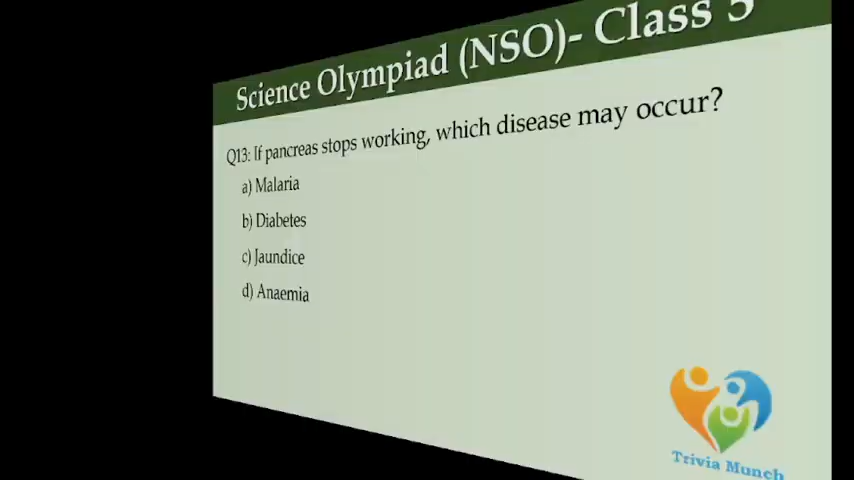 Science Olympiad (NSO)- Class 5
Q13: If pancreas stops working, which disease may occur?
a) Malaria
b) Diabetes
c) Jaundice
d) Anaemia
Trivia Munch